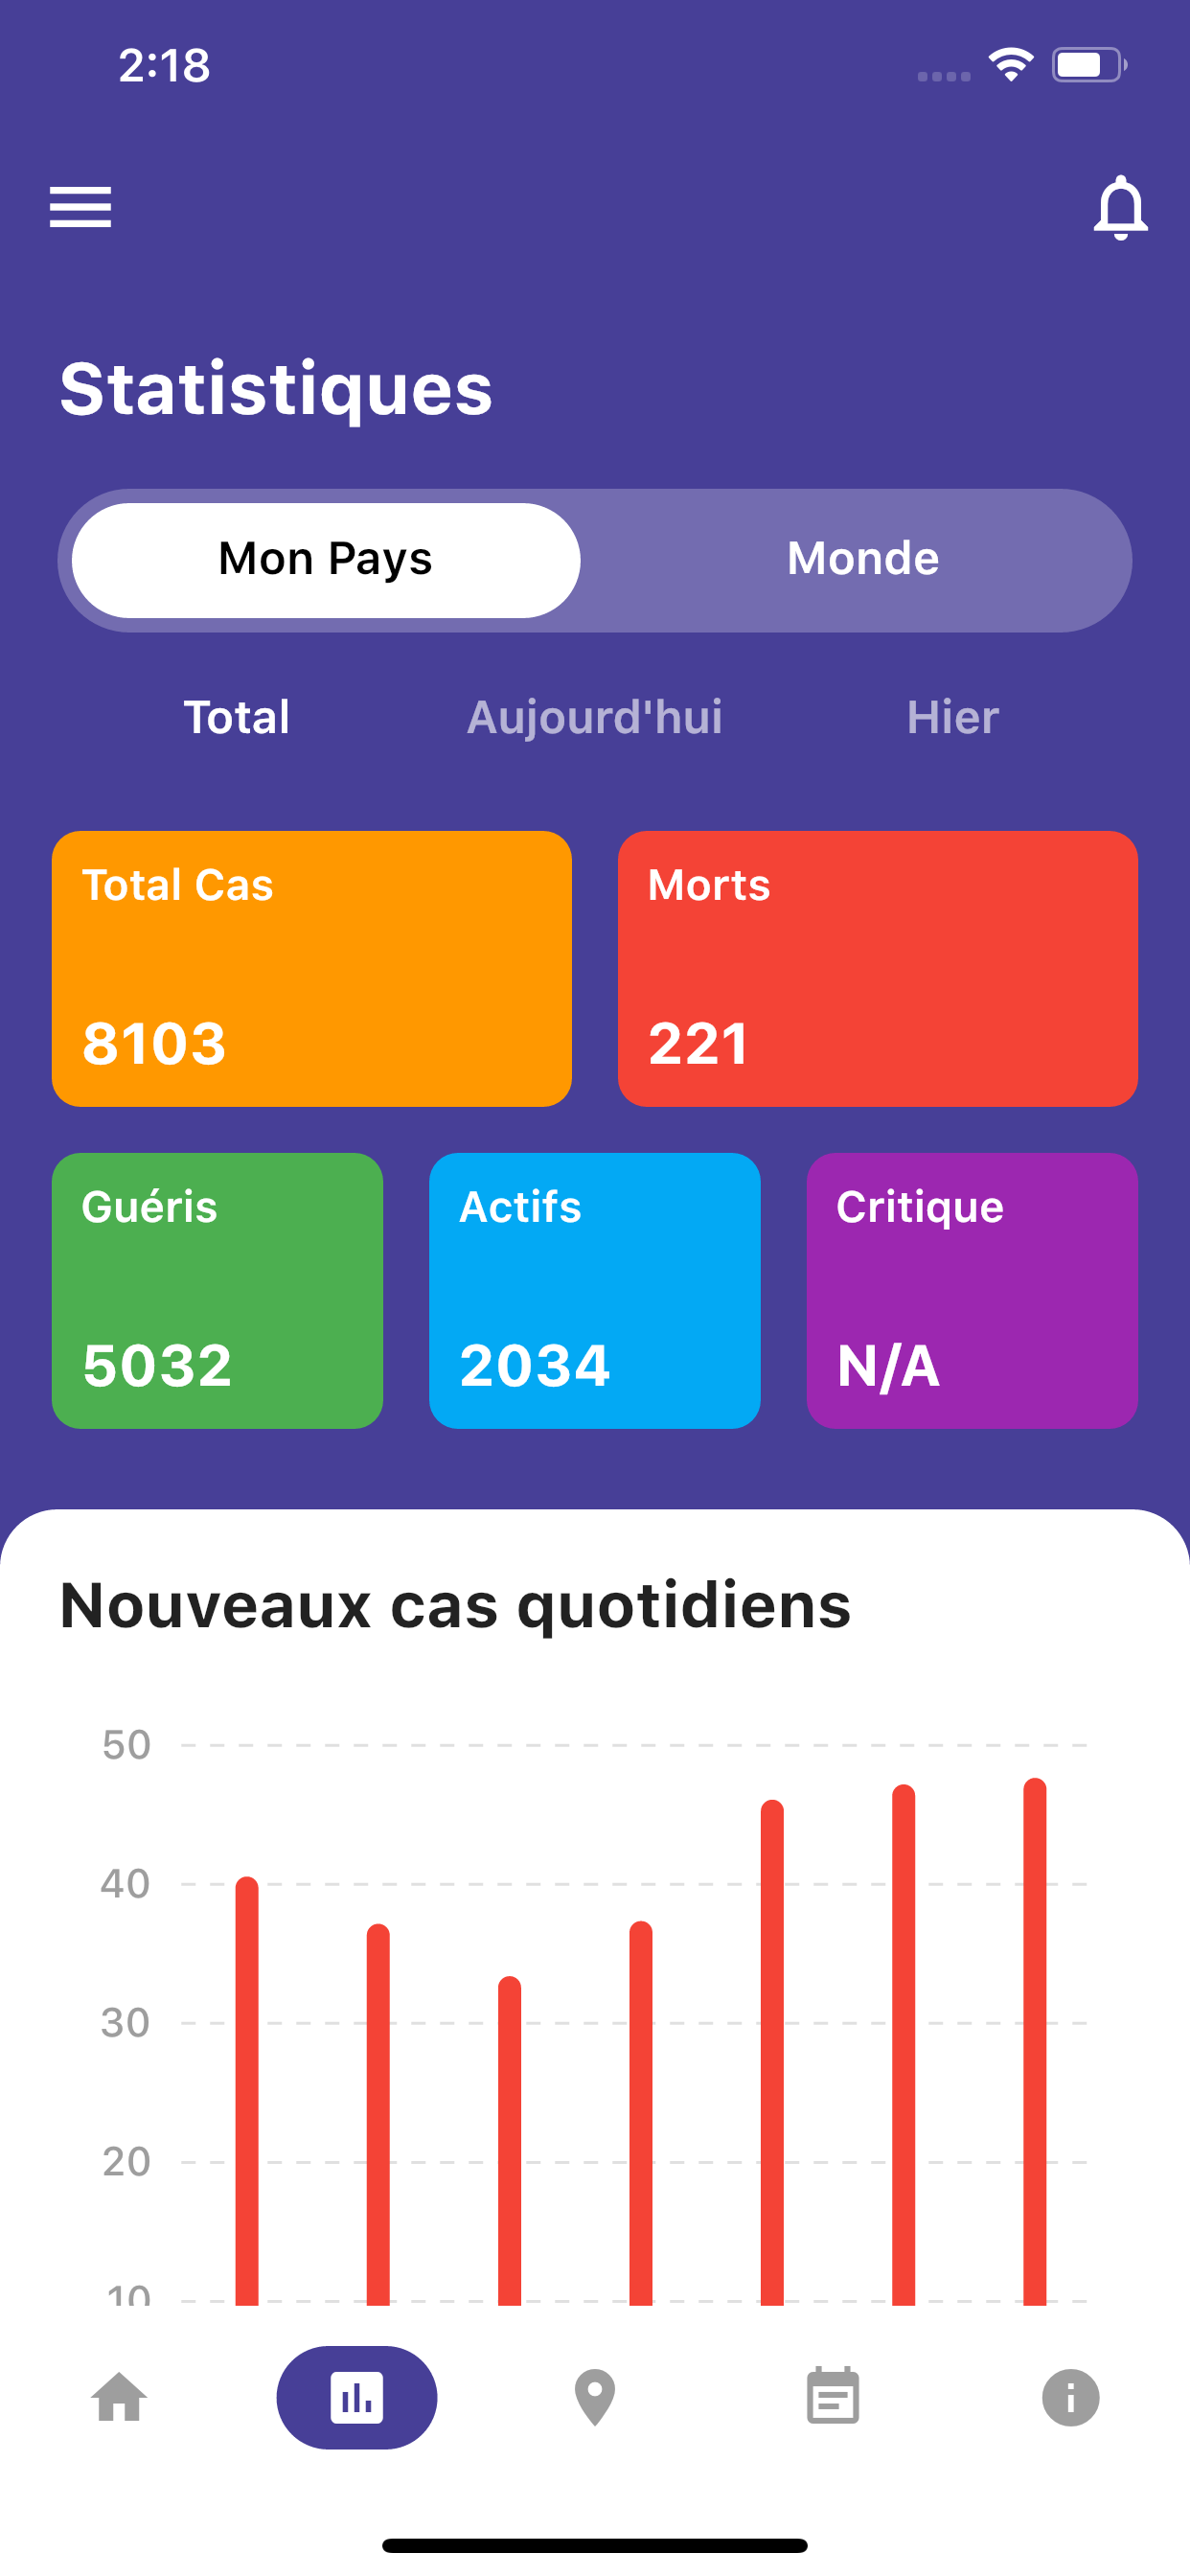 2:18
Statistiques
Mon Pays Monde
Total Aujourd'hui Hier
Total Cas Morts
8103 221
Guéris Actifs Critique
5032 2034 N/A
Nouveaux cas quotidiens
50
40
30
20
10